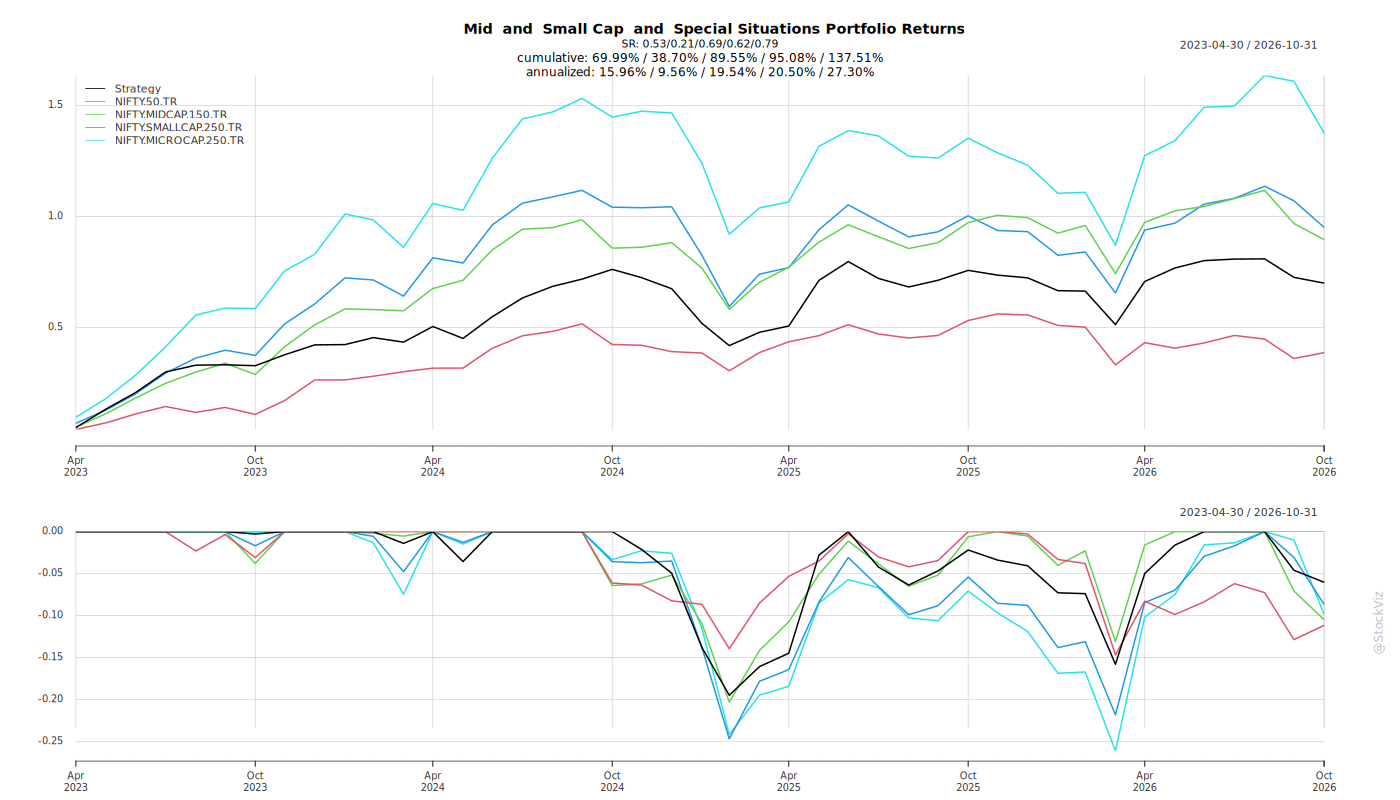 Mid and Small Cap and Special Situations Portfolio Returns
SR: 0.53/0.21/0.69/0.62/0.79
2023-04-30 / 2026-10-31
cumulative: 69.99% / 38.70% / 89.55% / 95.08% / 137.51%
annualized: 15.96% / 9.56% / 19.54% / 20.50% / 27.30%
Strategy
NIFTY.50.TR
NIFTY.MIDCAP.150.TR
NIFTY.SMALLCAP.250.TR
NIFTY.MICROCAP.250.TR
1.5
1.0
0.5
Apr Oct Apr Oct Apr Oct Apr Oct
2023 2023 2024 2024 2025 2025 2026 2026
2023-04-30 / 2026-10-31
0.00
-0.05
-0.10
-0.15
-0.20
-0.25
Apr Oct Apr Oct Apr Oct Apr Oct
2023 2023 2024 2024 2025 2025 2026 2026
@StockViz